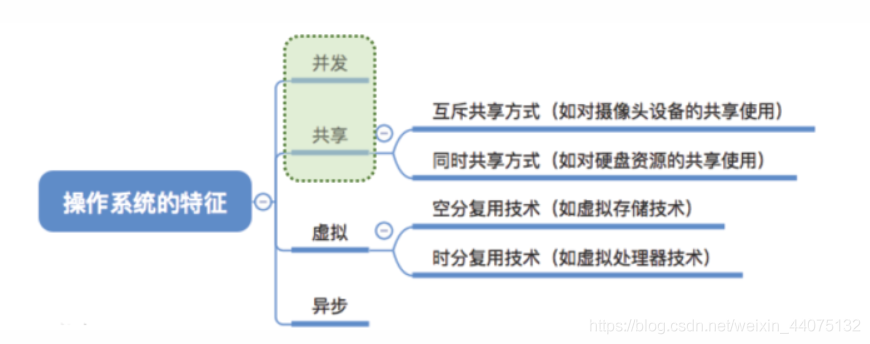 并发
互斥共享方式（如对摄像头设备的共享使用）
共享
同时共享方式（如对硬盘资源的共享使用）
操作系统的特征
空分复用技术（如虚拟存储技术）
虚拟
时分复用技术（如虚拟处理器技术）
异步
https://blog.csdn.net/weixin_44075132